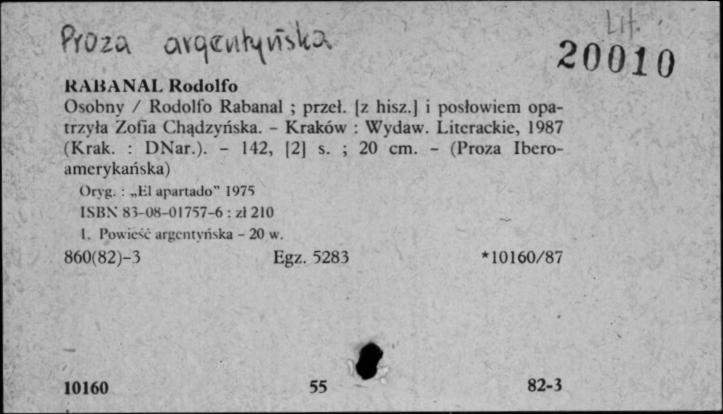 Proza argentyńska
Lit.
20010
RABANAL Rodolfo
Osobny / Rodolfo Rabanal ; przeł. [z hisz.] i posłowiem opa-
trzyła Zofia Chądzyńska. – Kraków : Wydaw. Literackie, 1987
(Krak. : DNar.). – 142, [2] s. ; 20 cm. – (Proza Ibero-
amerykańska)
Oryg. : „El apartado” 1975
ISBN 83-08-01757-6 : zł 210
1. Powieść argentyńska – 20 w.
860(82)-3 Egz. 5283 *10160/87
10160 55 82-3